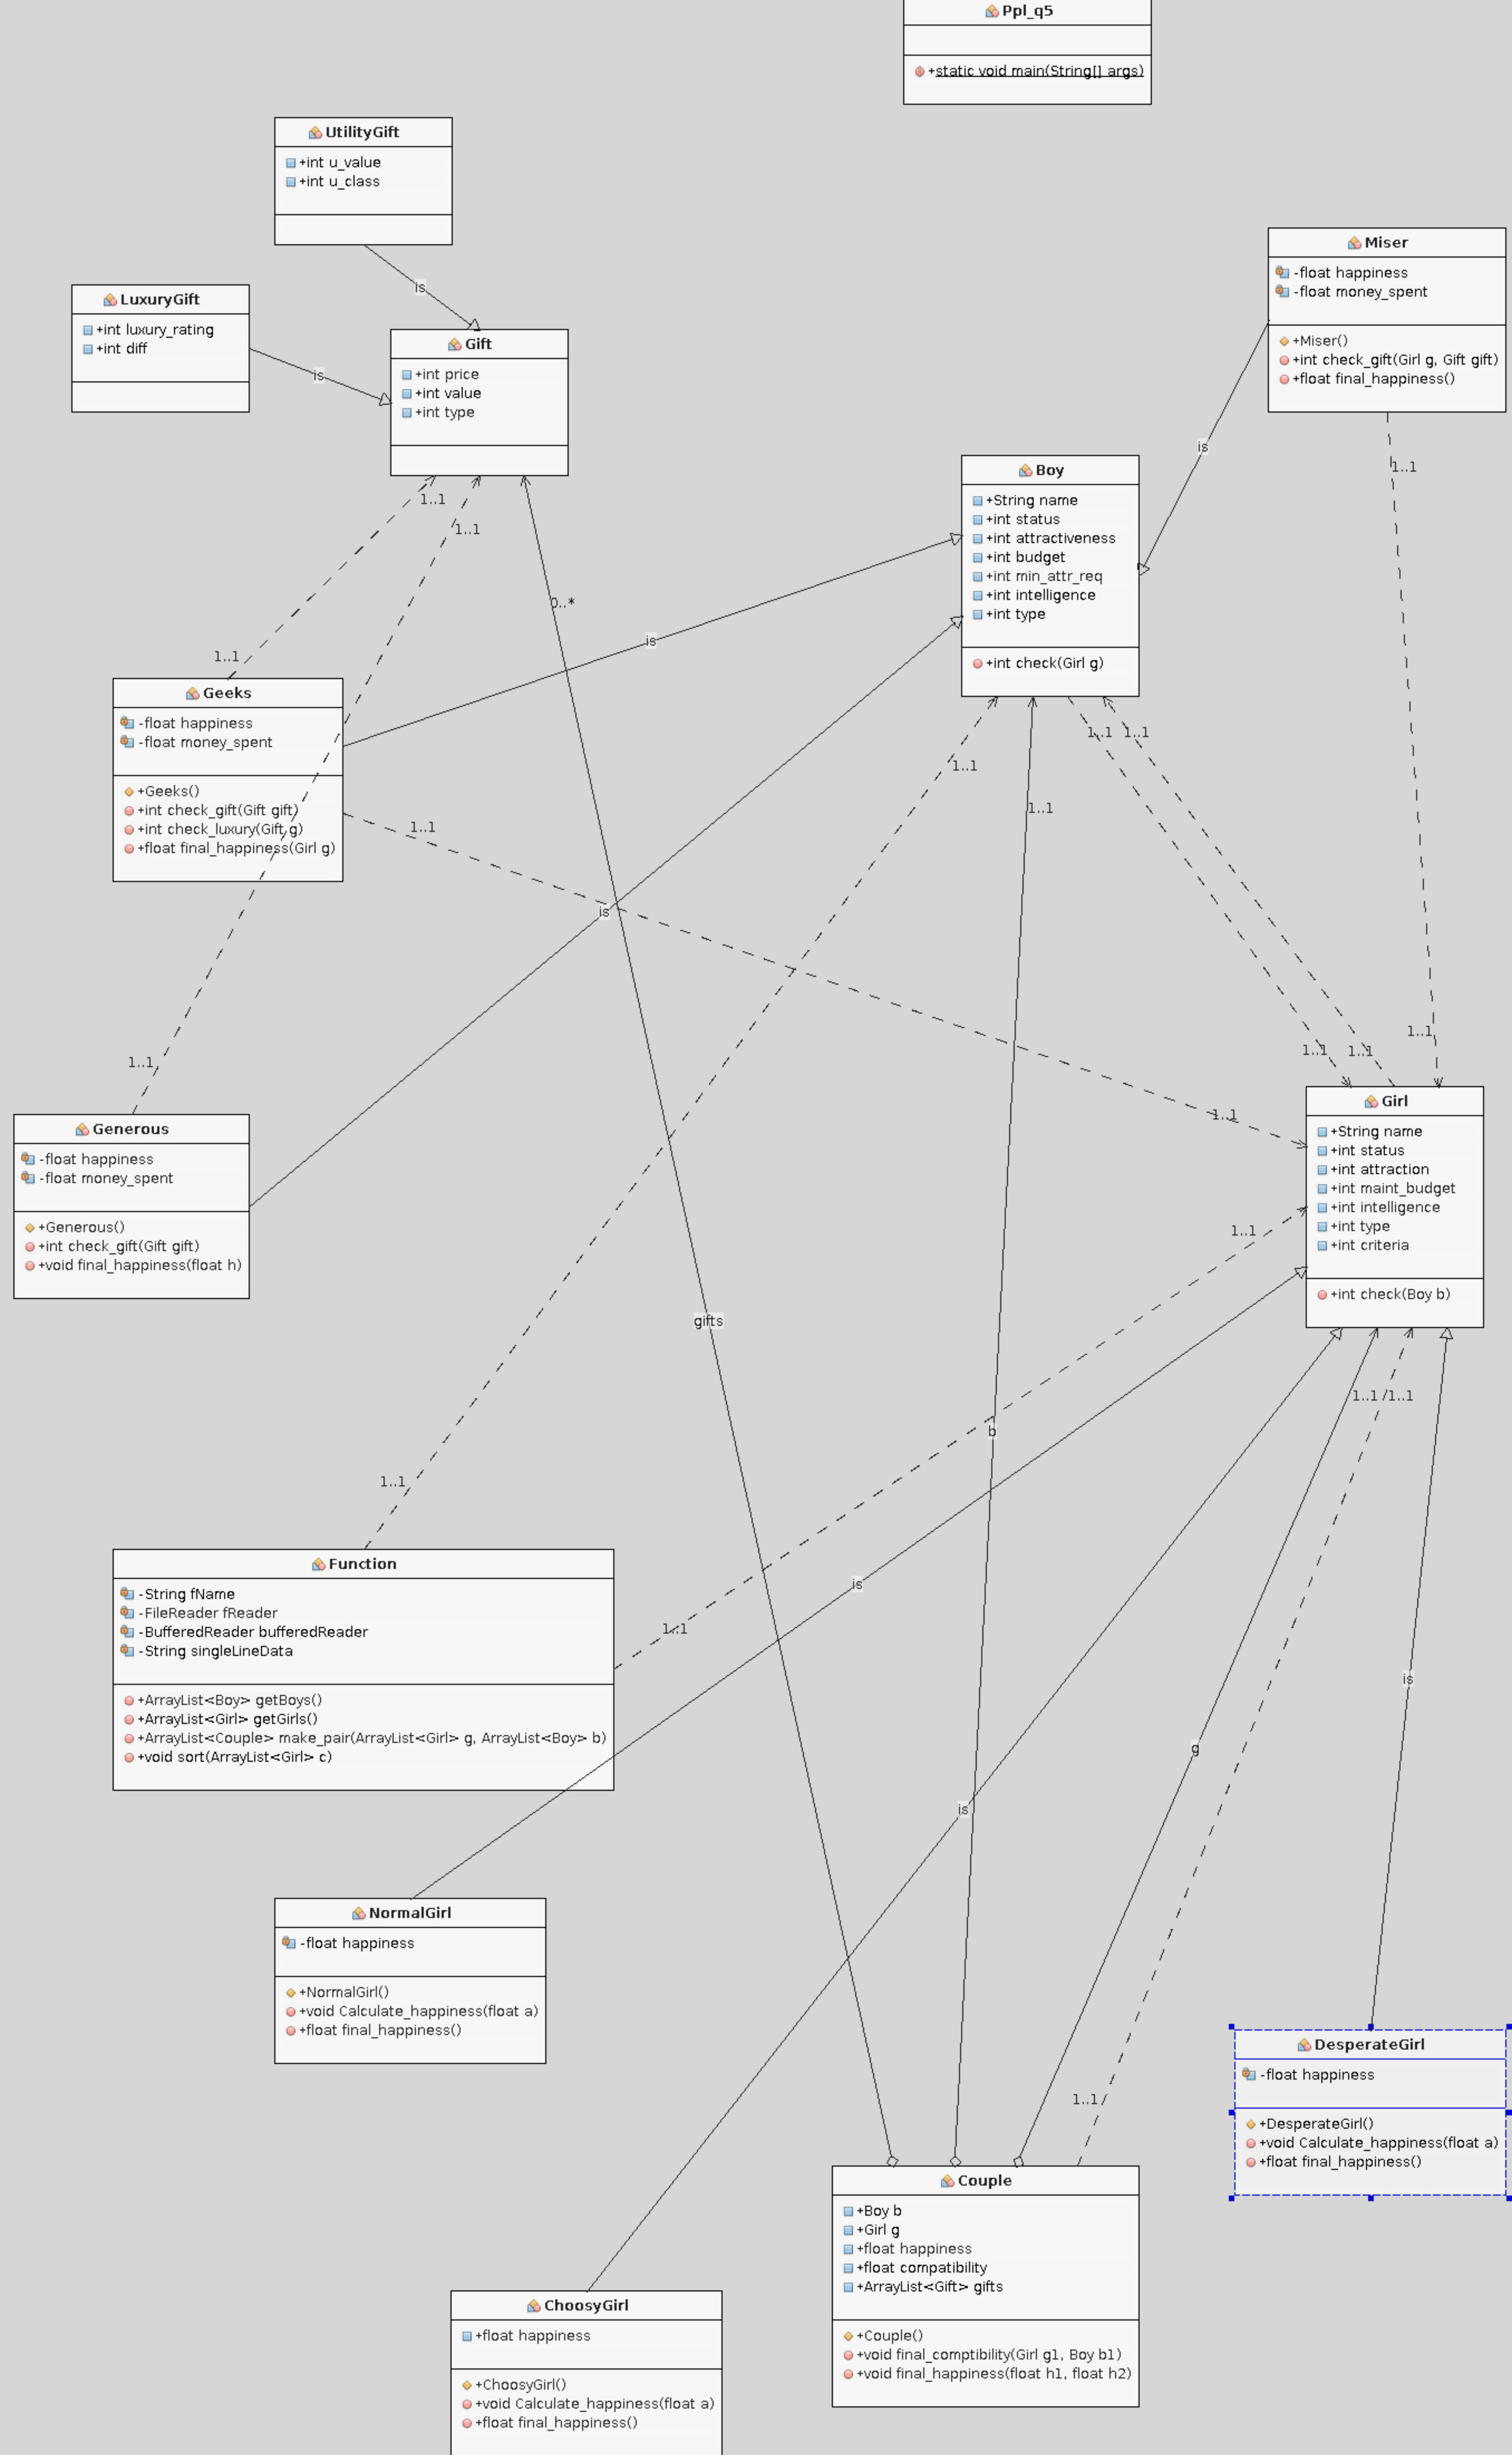 Ppl_q5
+static void main(String[] args)
UtilityGift
+int u_value
+int u_class
is
LuxuryGift
+int luxury_rating
+int diff
is
Gift
+int price
+int value
+int type
Miser
-float happiness
-float money_spent
+Miser()
+int check_gift(Girl g, Gift gift)
+float final_happiness()
is
1..1
Boy
+String name
+int status
+int attractiveness
+int budget
+int min_attr_req
+int intelligence
+int type
+int check(Girl g)
1..1
1..1
0..*
is
1..1
Geeks
-float happiness
-float money_spent
+Geeks()
+int check_gift(Gift gift)
+int check_luxury(Gift g)
+float final_happiness(Girl g)
1..1
1..1
1..1
1..1
1..1
is
1..1
1..1
1..1
1..1
1..1
Generous
-float happiness
-float money_spent
+Generous()
+int check_gift(Gift gift)
+void final_happiness(float h)
Girl
+String name
+int status
+int attraction
+int maint_budget
+int intelligence
+int type
+int criteria
+int check(Boy b)
1..1
gifts
1..1
1..1
b
1..1
Function
-String fName
-FileReader fReader
-BufferedReader bufferedReader
-String singleLineData
+ArrayList<Boy> getBoys()
+ArrayList<Girl> getGirls()
+ArrayList<Couple> make_pair(ArrayList<Girl> g, ArrayList<Boy> b)
+void sort(ArrayList<Girl> c)
is
1..1
is
g
is
NormalGirl
-float happiness
+NormalGirl()
+void Calculate_happiness(float a)
+float final_happiness()
DesperateGirl
-float happiness
+DesperateGirl()
+void Calculate_happiness(float a)
+float final_happiness()
1..1
Couple
+Boy b
+Girl g
+float happiness
+float compatibility
+ArrayList<Gift> gifts
+Couple()
+void final_comptibility(Girl g1, Boy b1)
+void final_happiness(float h1, float h2)
ChoosyGirl
+float happiness
+ChoosyGirl()
+void Calculate_happiness(float a)
+float final_happiness()